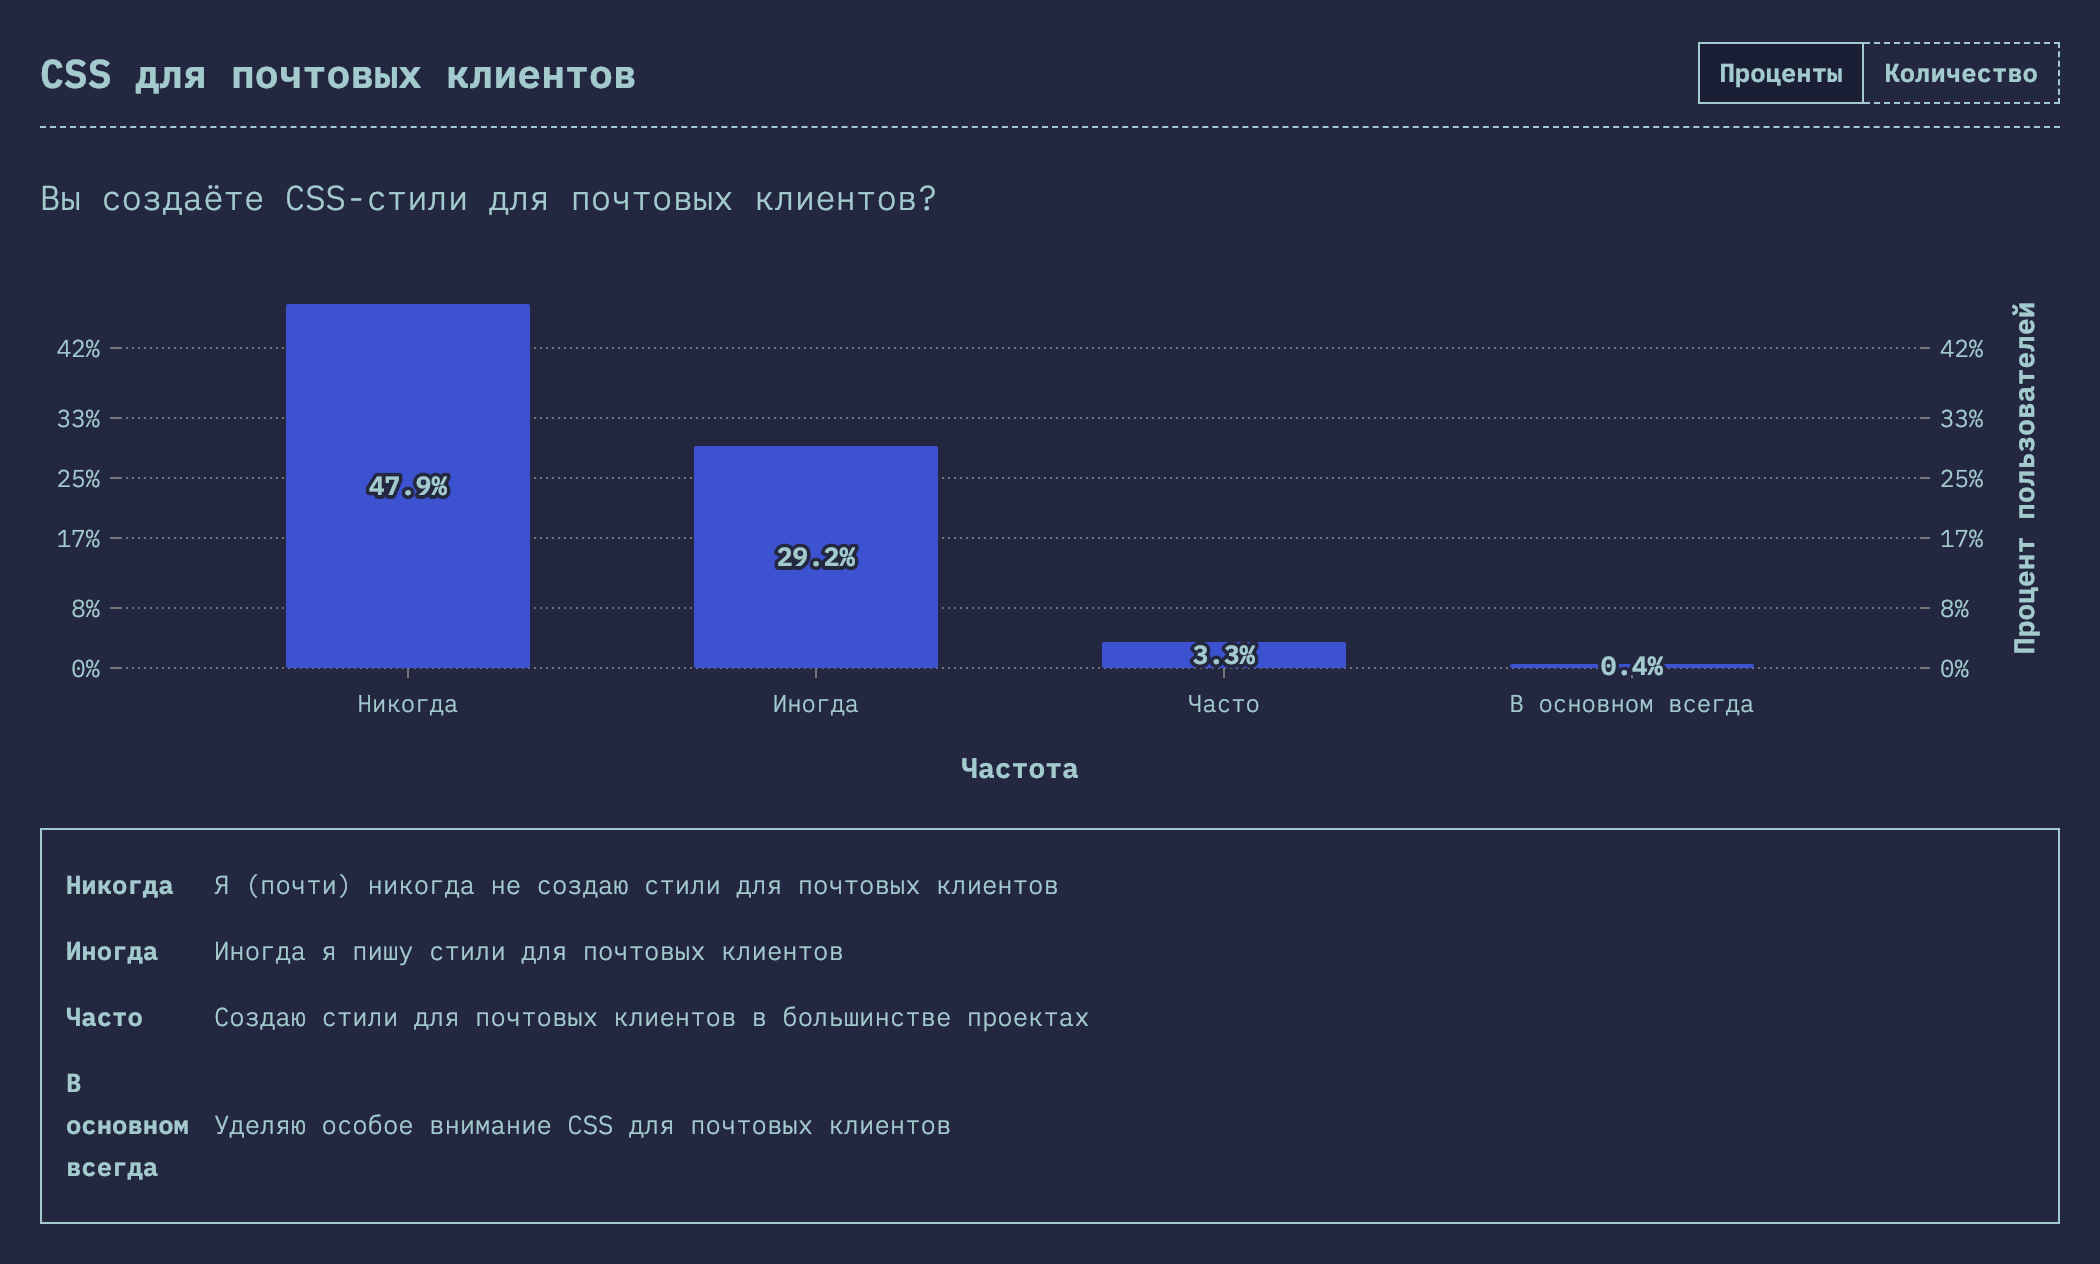 CSS для почтовых клиентов
Проценты
Количество
Вы создаёте CSS-стили для почтовых клиентов?
42%
33%
25%
17%
8%
0%
47.9%
29.2%
3.3%
0.4%
42%
33%
25%
17%
8%
0%
Процент пользователей
Никогда
Иногда
Часто
В основном всегда
Частота
Никогда Я (почти) никогда не создаю стили для почтовых клиентов
Иногда Иногда я пишу стили для почтовых клиентов
Часто Создаю стили для почтовых клиентов в большинстве проектах
В
основном Уделяю особое внимание CSS для почтовых клиентов
всегда